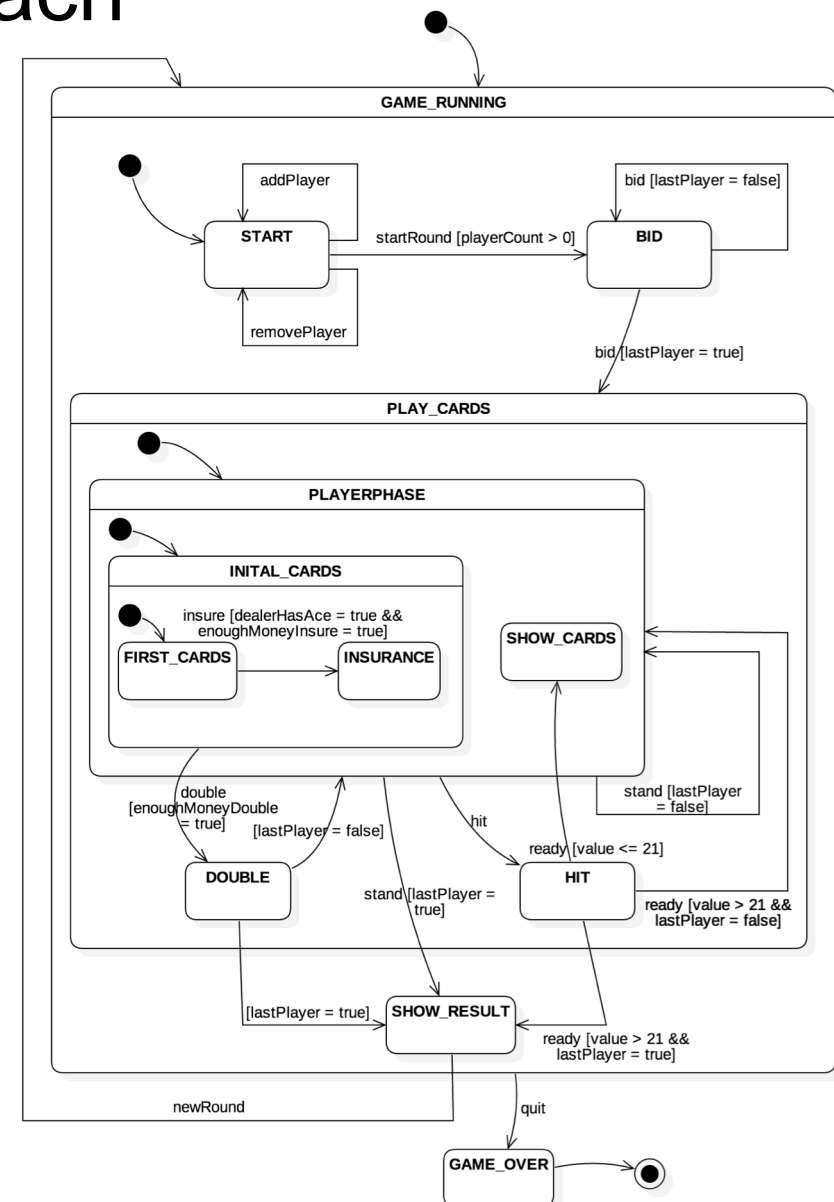 ach
GAME_RUNNING
addPlayer
bid [lastPlayer = false]
START
startRound [playerCount > 0]
BID
removePlayer
bid [lastPlayer = true]
PLAY_CARDS
PLAYERPHASE
INITAL_CARDS
insure [dealerHasAce = true &&
enoughMoneyInsure = true]
FIRST_CARDS
INSURANCE
SHOW_CARDS
double
[enoughMoneyDouble
= true]
[lastPlayer = false]
hit
stand [lastPlayer
= false]
ready [value <= 21]
DOUBLE
HIT
stand [lastPlayer =
true]
ready [value > 21 &&
lastPlayer = false]
[lastPlayer = true]
SHOW_RESULT
ready [value > 21 &&
lastPlayer = true]
newRound
quit
GAME_OVER